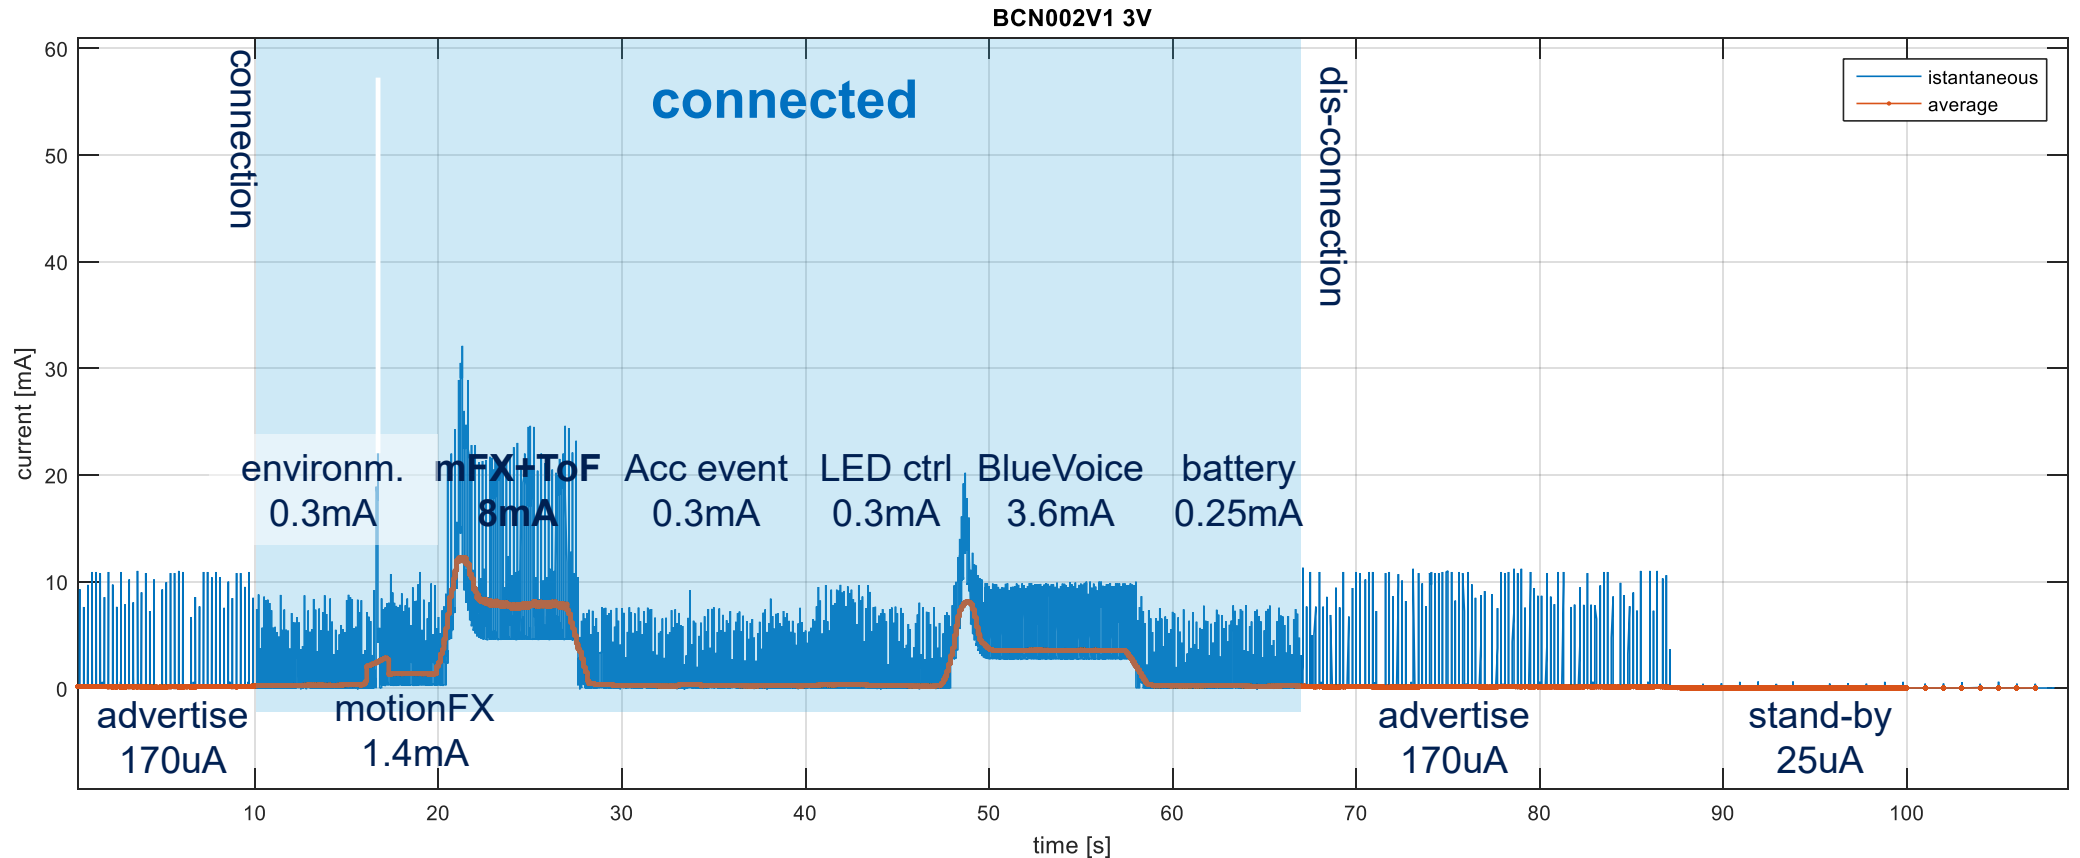 BCN002V1 3V
60
50
40
30
20
10
0
current [mA]
connection
connected
dis-connection
istantaneous
average
environm.
0.3mA
mFX+ToF
8mA
Acc event
0.3mA
LED ctrl
0.3mA
BlueVoice
3.6mA
battery
0.25mA
advertise
170uA
motionFX
1.4mA
advertise
170uA
stand-by
25uA
10 20 30 40 50 60 70 80 90 100
time [s]